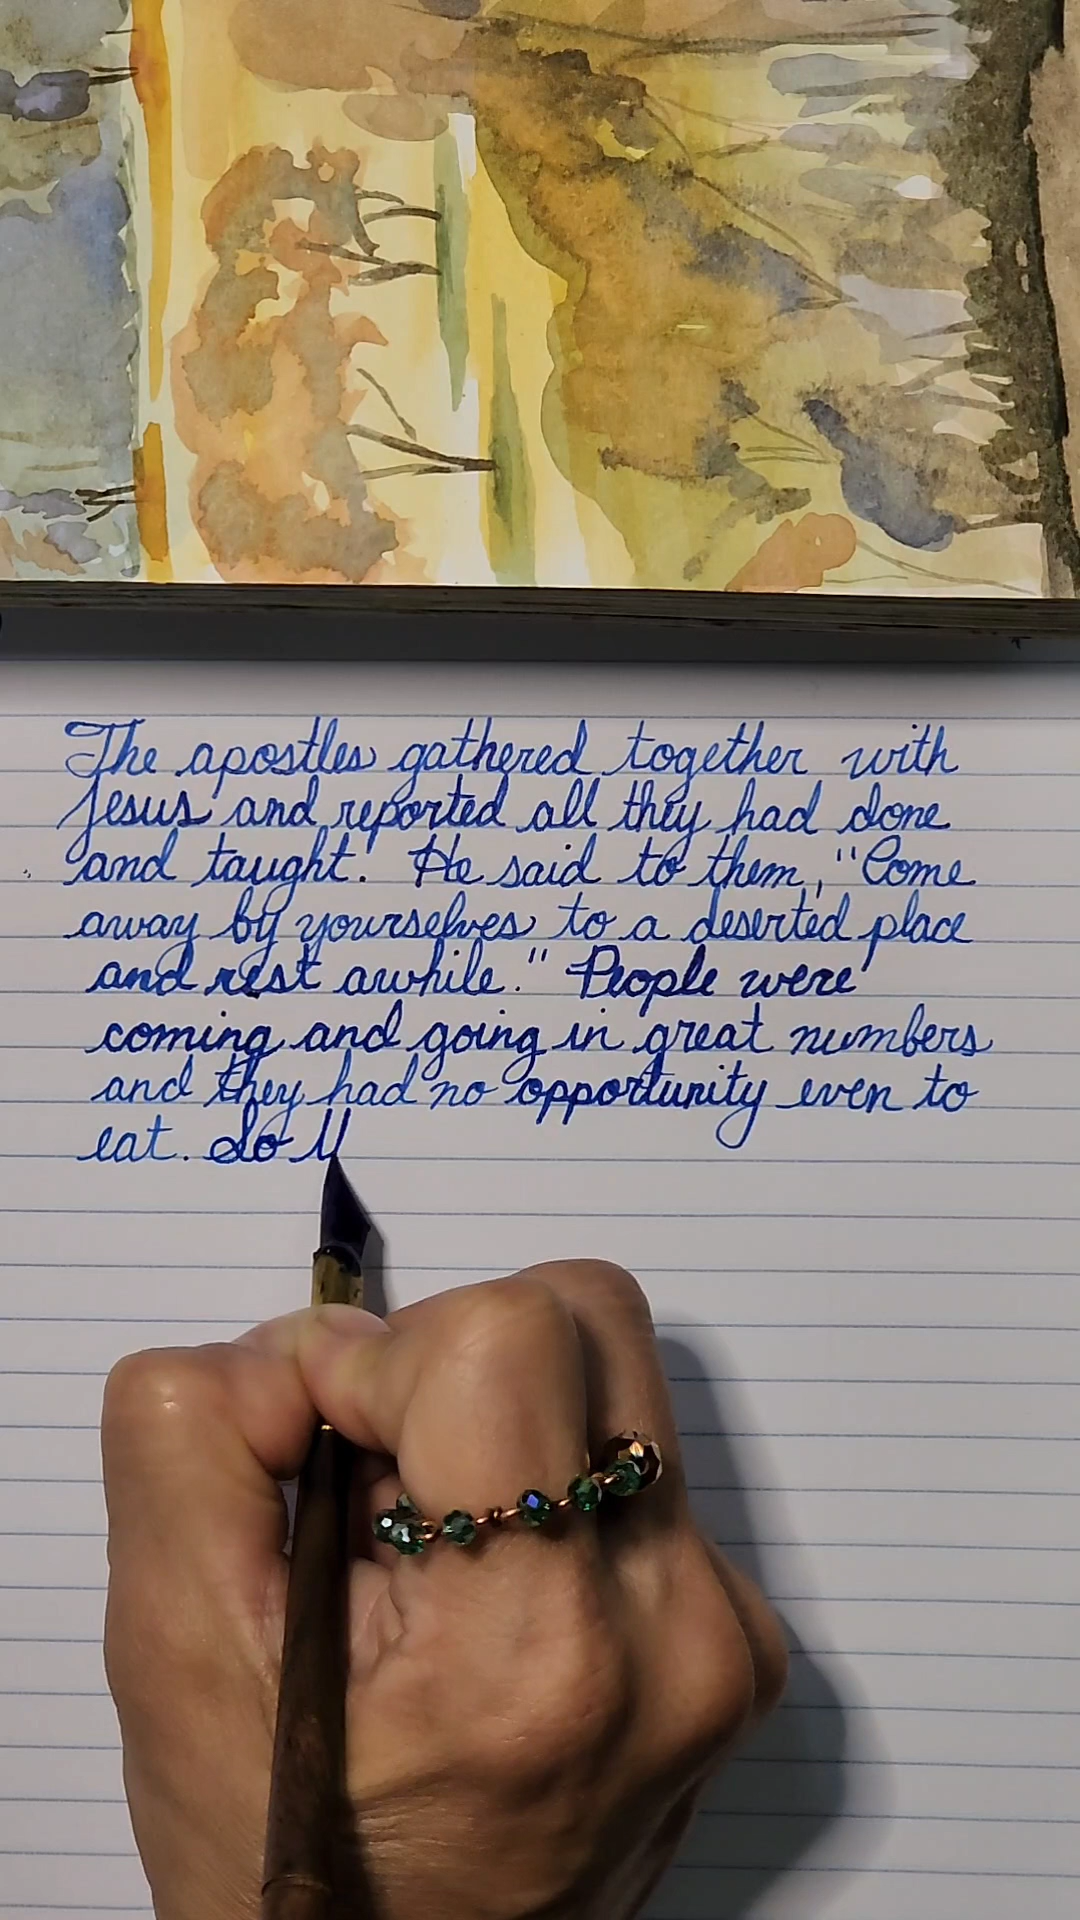 The apostles gathered together with
Jesus and reported all they had done
and taught. He said to them, "Come
away by yourselves to a deserted place
and rest awhile." People were
coming and going in great numbers
and they had no opportunity even to
eat. So